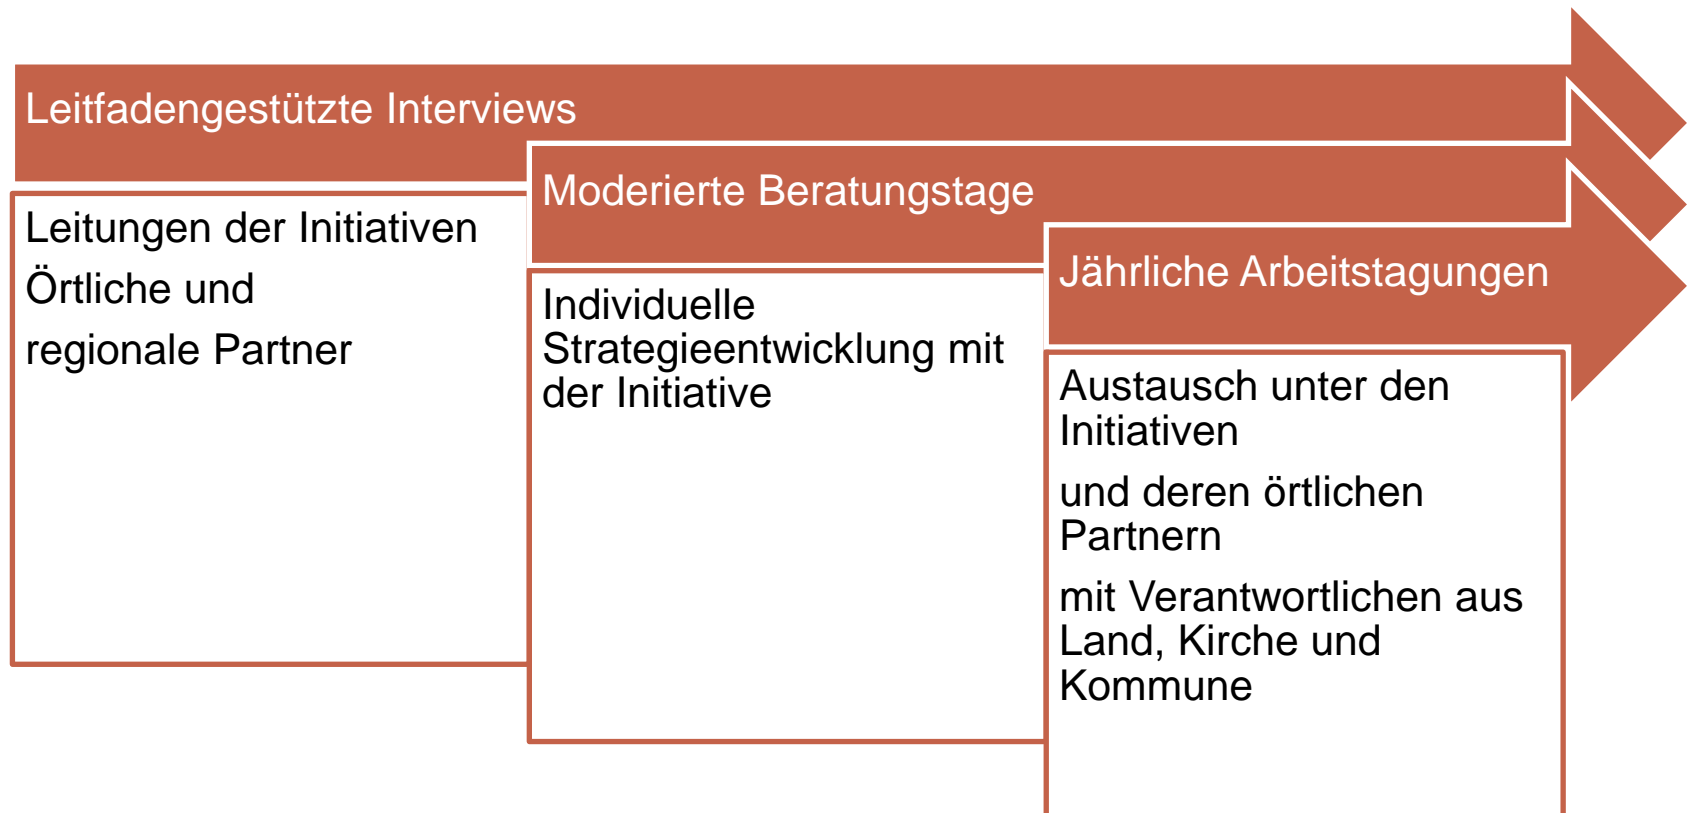 Leitfadengestützte Interviews
Leitungen der Initiativen
Örtliche und
regionale Partner
Moderierte Beratungstage
Individuelle
Strategieentwicklung mit
der Initiative
Jährliche Arbeitstagungen
Austausch unter den
Initiativen
und deren örtlichen
Partnern
mit Verantwortlichen aus
Land, Kirche und
Kommune